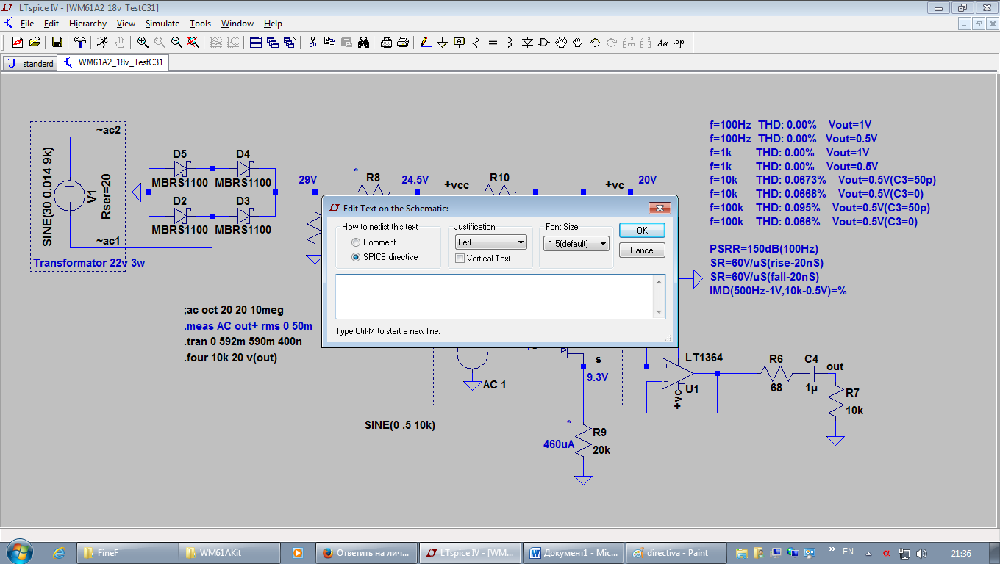 LTspice IV - [WM61A2_18v_TestC31]
File Edit Hierarchy View Simulate Tools Window Help
Aa .op
standard WM61A2_18v_TestC31
~ac2
SINE(30 0.014 9k)
V1
Rser=20
~ac1
Transformator 22v 3w
D5 D4
MBRS1100 MBRS1100
D2 D3
MBRS1100 MBRS1100
29V
* R8 24.5V +vcc R10 +vc 20V
f=100Hz THD: 0.00% Vout=1V
f=100Hz THD: 0.00% Vout=0.5V
f=1k THD: 0.00% Vout=1V
f=1k THD: 0.00% Vout=0.5V
f=10k THD: 0.0673% Vout=0.5V(C3=50p)
f=10k THD: 0.0668% Vout=0.5V(C3=0)
f=100k THD: 0.095% Vout=0.5V(C3=50p)
f=100k THD: 0.066% Vout=0.5V(C3=0)
PSRR=150dB(100Hz)
SR=60V/uS(rise-20nS)
SR=60V/uS(fall-20nS)
IMD(500Hz-1V,10k-0.5V)=%
Edit Text on the Schematic:
How to netlist this text
Comment
SPICE directive
Justification
Left
Vertical Text
Font Size
1.5(default)
OK
Cancel
Type Ctrl-M to start a new line.
;ac oct 20 20 10meg
.meas AC out+ rms 0 50m
.tran 0 592m 590m 400n
.four 10k 20 v(out)
AC 1
s
9.3V
LT1364
U1
+vc
R6
68
C4
1µ
out
R7
10k
SINE(0 .5 10k)
*
460uA
R9
20k
FineF WM61AKit Ответить на лич... LTspice IV - [WM... Документ1 - Mic... directiva - Paint EN 21:36